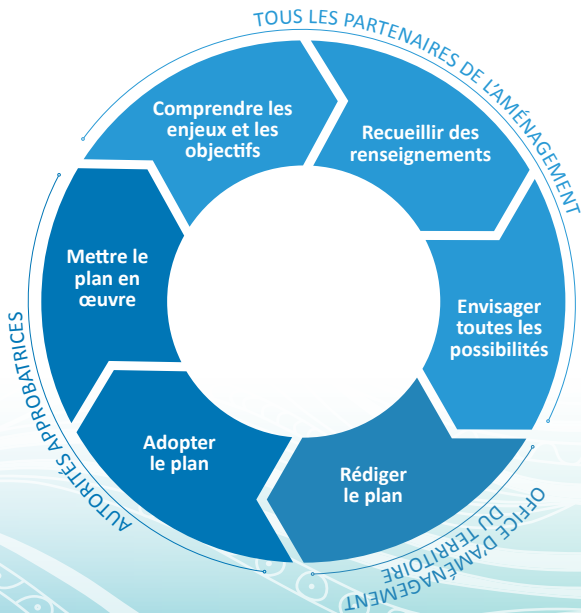 TOUS LES PARTENAIRES DE L'AMÉNAGEMENT
Comprendre les
enjeux et les
objectifs
Recueillir des
renseignements
Envisager
toutes les
possibilités
Rédiger
le plan
OFFICE D'AMÉNAGEMENT
DU TERRITOIRE
Adopter
le plan
Mettre le
plan en
œuvre
AUTORITÉS APPROBATRICES